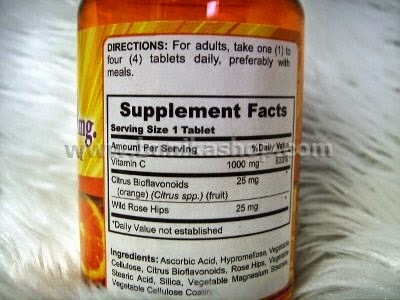 DIRECTIONS: For adults, take one (1) to
four (4) tablets daily, preferably with
meals.
mg.
Supplement Facts
Serving Size 1 Tablet
Amount Per Serving %Daily Value
Vitamin C 1000 mg 833%
Citrus Bioflavonoids 25 mg *
(orange) (Citrus spp.) (fruit)
Wild Rose Hips 25 mg *
*Daily Value not established
Ingredients: Ascorbic Acid, Hypromellose, Vegetable
Cellulose, Citrus Bioflavonoids, Rose Hips, Vegetable
Stearic Acid, Silica, Vegetable Magnesium Stearate,
Vegetable Cellulose Coating.